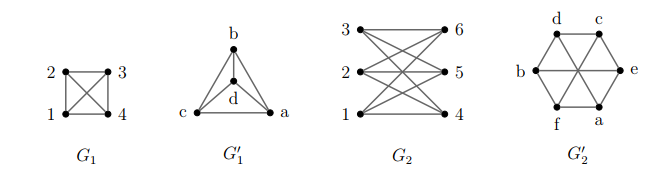 d c
3 6
b
2 3 2 5 b e
d
1 4 c a 1 4
f a
G₁ G′₁ G₂ G′₂